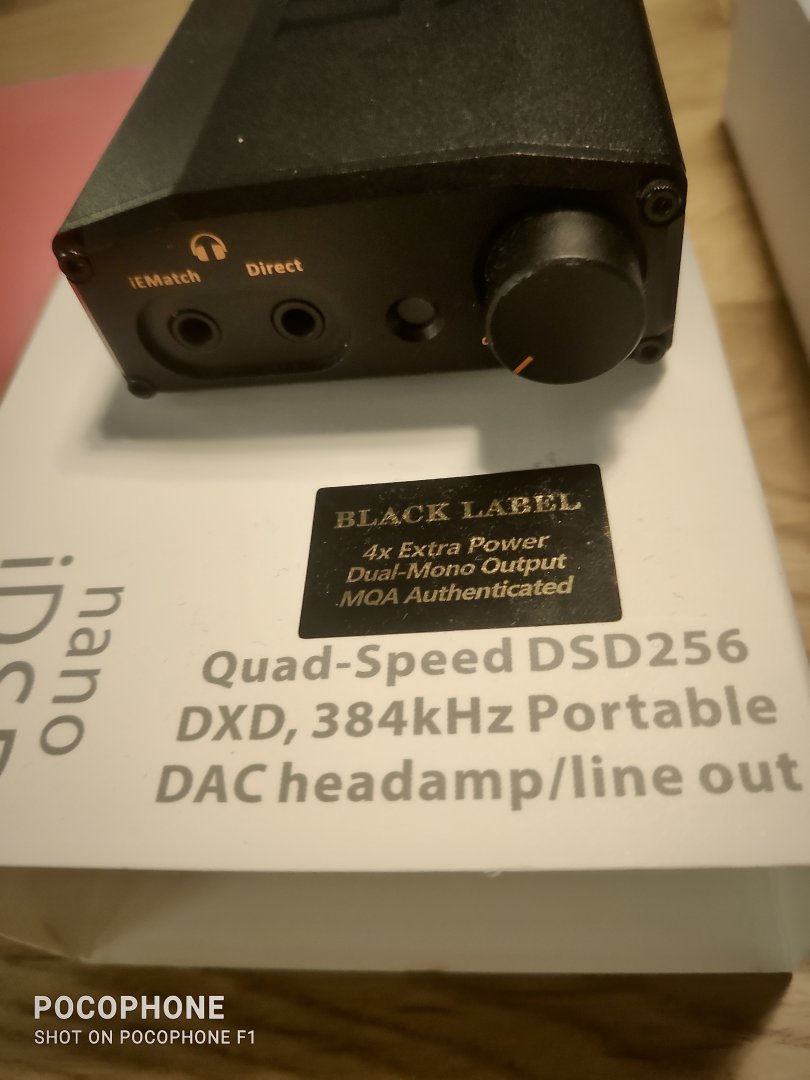 iEMatch
Direct
BLACK LABEL
4x Extra Power
Dual-Mono Output
MQA Authenticated
Quad-Speed DSD256
DXD, 384kHz Portable
DAC headamp/line out
nano
POCOPHONE
SHOT ON POCOPHONE F1